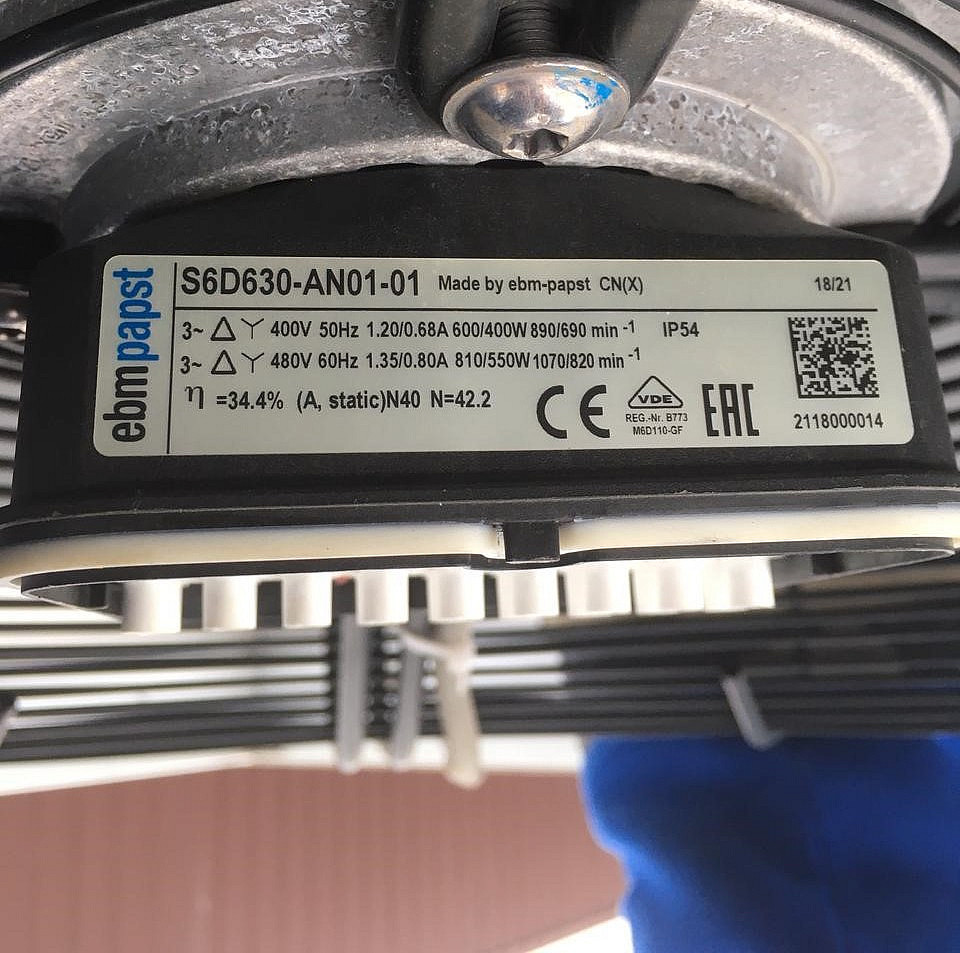 ebmpapst
S6D630-AN01-01 Made by ebm-papst CN(X) 18/21
3~ △ Y 400V 50Hz 1.20/0.68A 600/400W 890/690 min -1 IP54
3~ △ Y 480V 60Hz 1.35/0.80A 810/550W 1070/820 min -1
η =34.4% (A, static)N40 N=42.2
CE VDE EAC
REG.-Nr. B773
M6D110-GF
2118000014